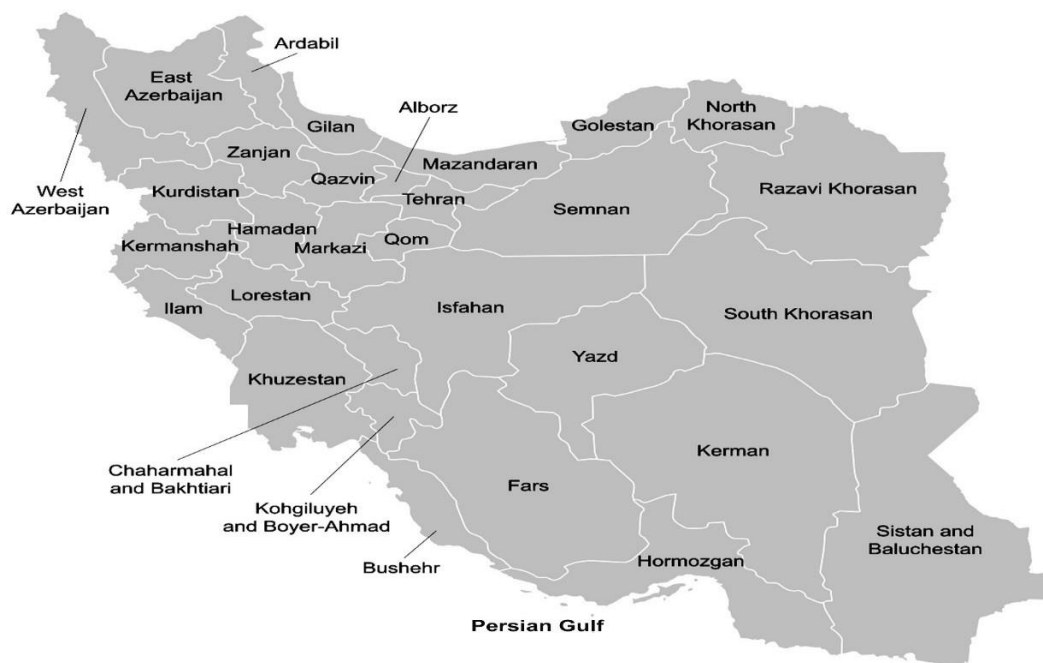 Ardabil
East
Azerbaijan
Alborz
North
Khorasan
Golestan
Gilan
Zanjan
Mazandaran
Qazvin
West
Azerbaijan
Kurdistan
Tehran
Semnan
Razavi Khorasan
Hamadan
Qom
Kermanshah
Markazi
Ilam
Lorestan
Isfahan
South Khorasan
Yazd
Khuzestan
Kerman
Chaharmahal
and Bakhtiari
Fars
Kohgiluyeh
and Boyer-Ahmad
Sistan and
Baluchestan
Bushehr
Hormozgan
Persian Gulf